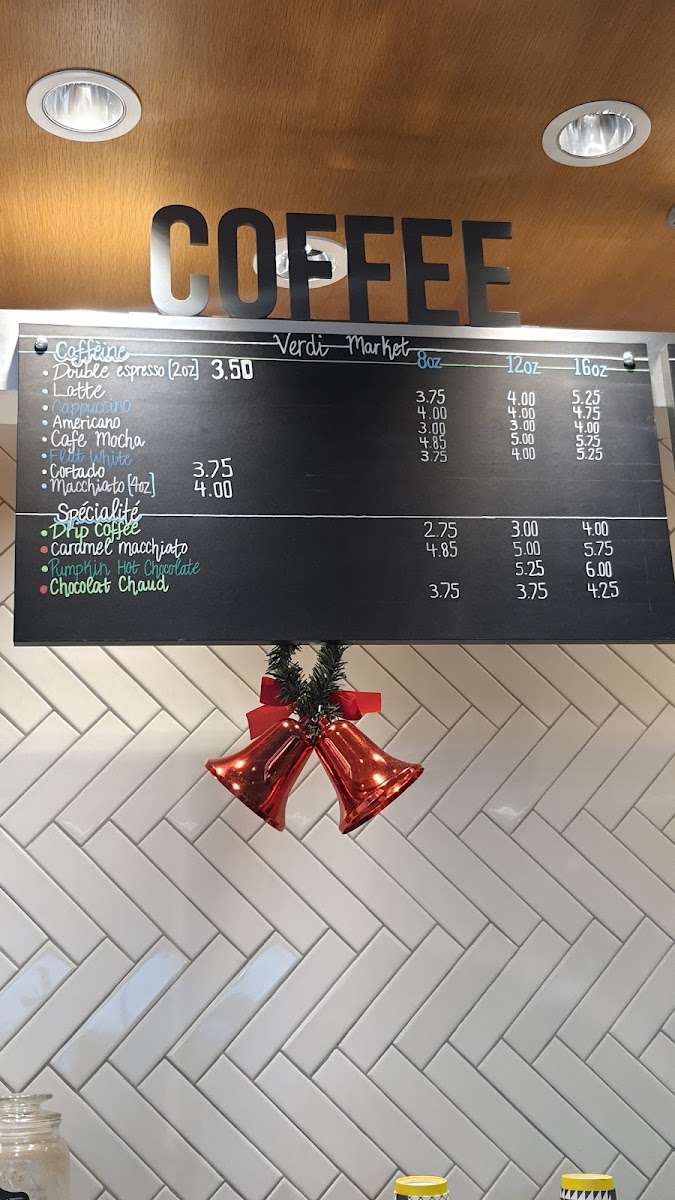 COFFEE
Verdi Market
Cafféine 8oz 12oz 16oz
• Double espresso [2oz] 3.50
• Latte 3.75 4.00 5.25
• Cappuccino 4.00 4.00 4.75
• Americano 3.00 3.00 4.00
• Café Mocha 4.85 5.00 5.75
• Flat White 3.75 4.00 5.25
• Cortado 3.75
• Macchiato [4oz] 4.00
Spécialité
• Drip Coffee 2.75 3.00 4.00
• Caramel macchiato 4.85 5.00 5.75
• Pumpkin Hot Chocolate 5.25 6.00
• Chocolat Chaud 3.75 3.75 4.25